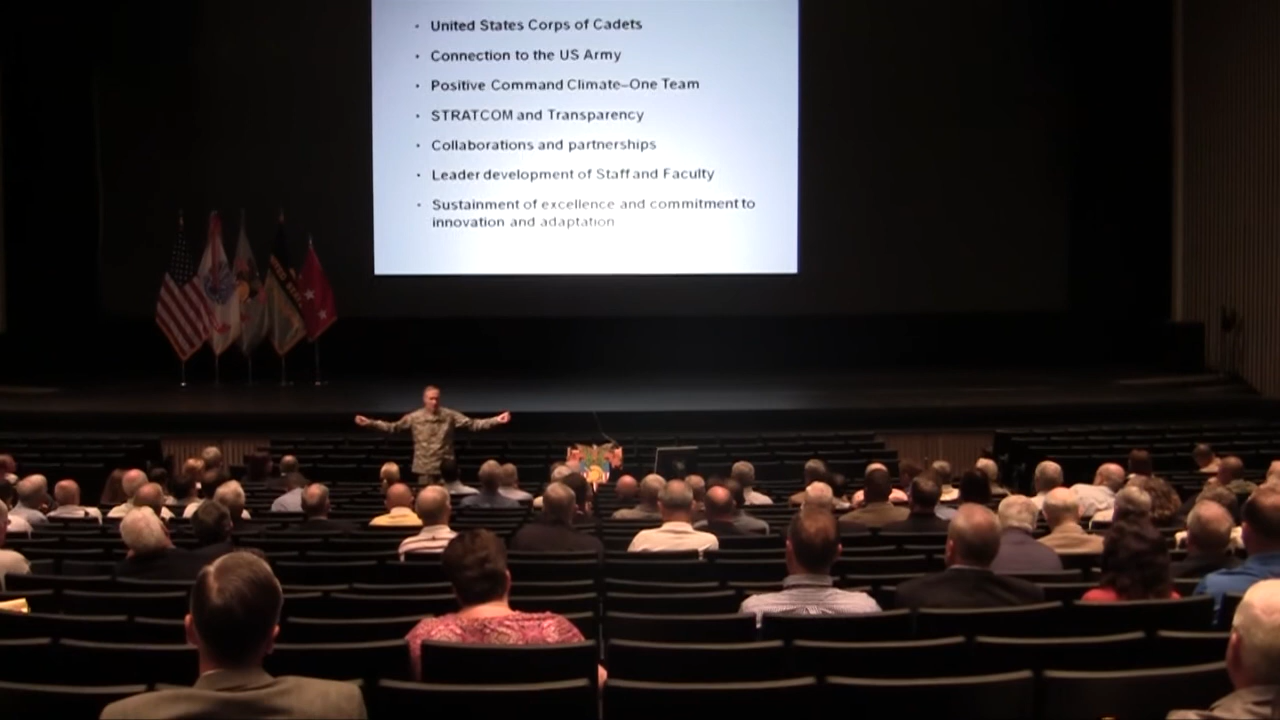 • United States Corps of Cadets
• Connection to the US Army
• Positive Command Climate–One Team
• STRATCOM and Transparency
• Collaborations and partnerships
• Leader development of Staff and Faculty
• Sustainment of excellence and commitment to
innovation and adaptation